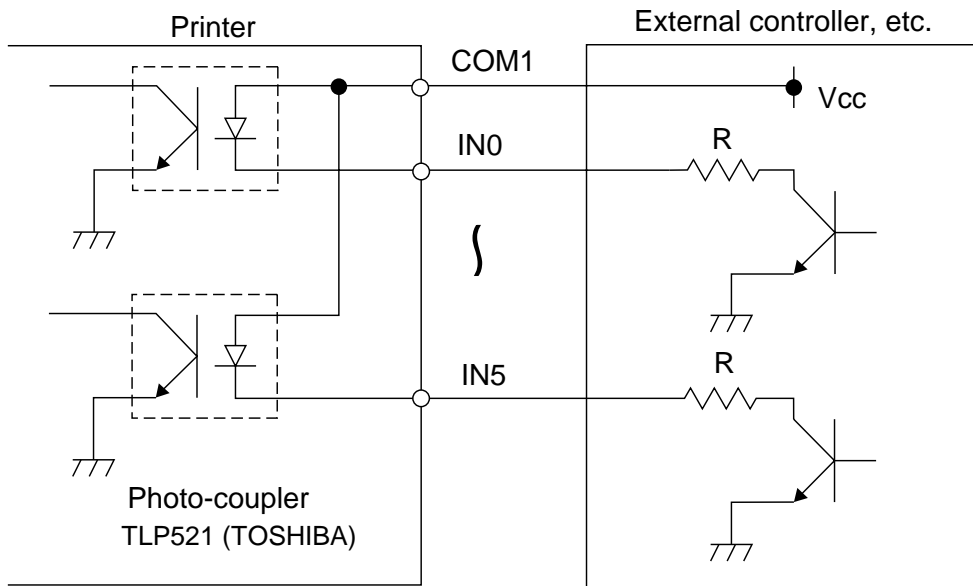 Printer
External controller, etc.
COM1
Vcc
IN0
R
IN5
R
Photo-coupler
TLP521 (TOSHIBA)